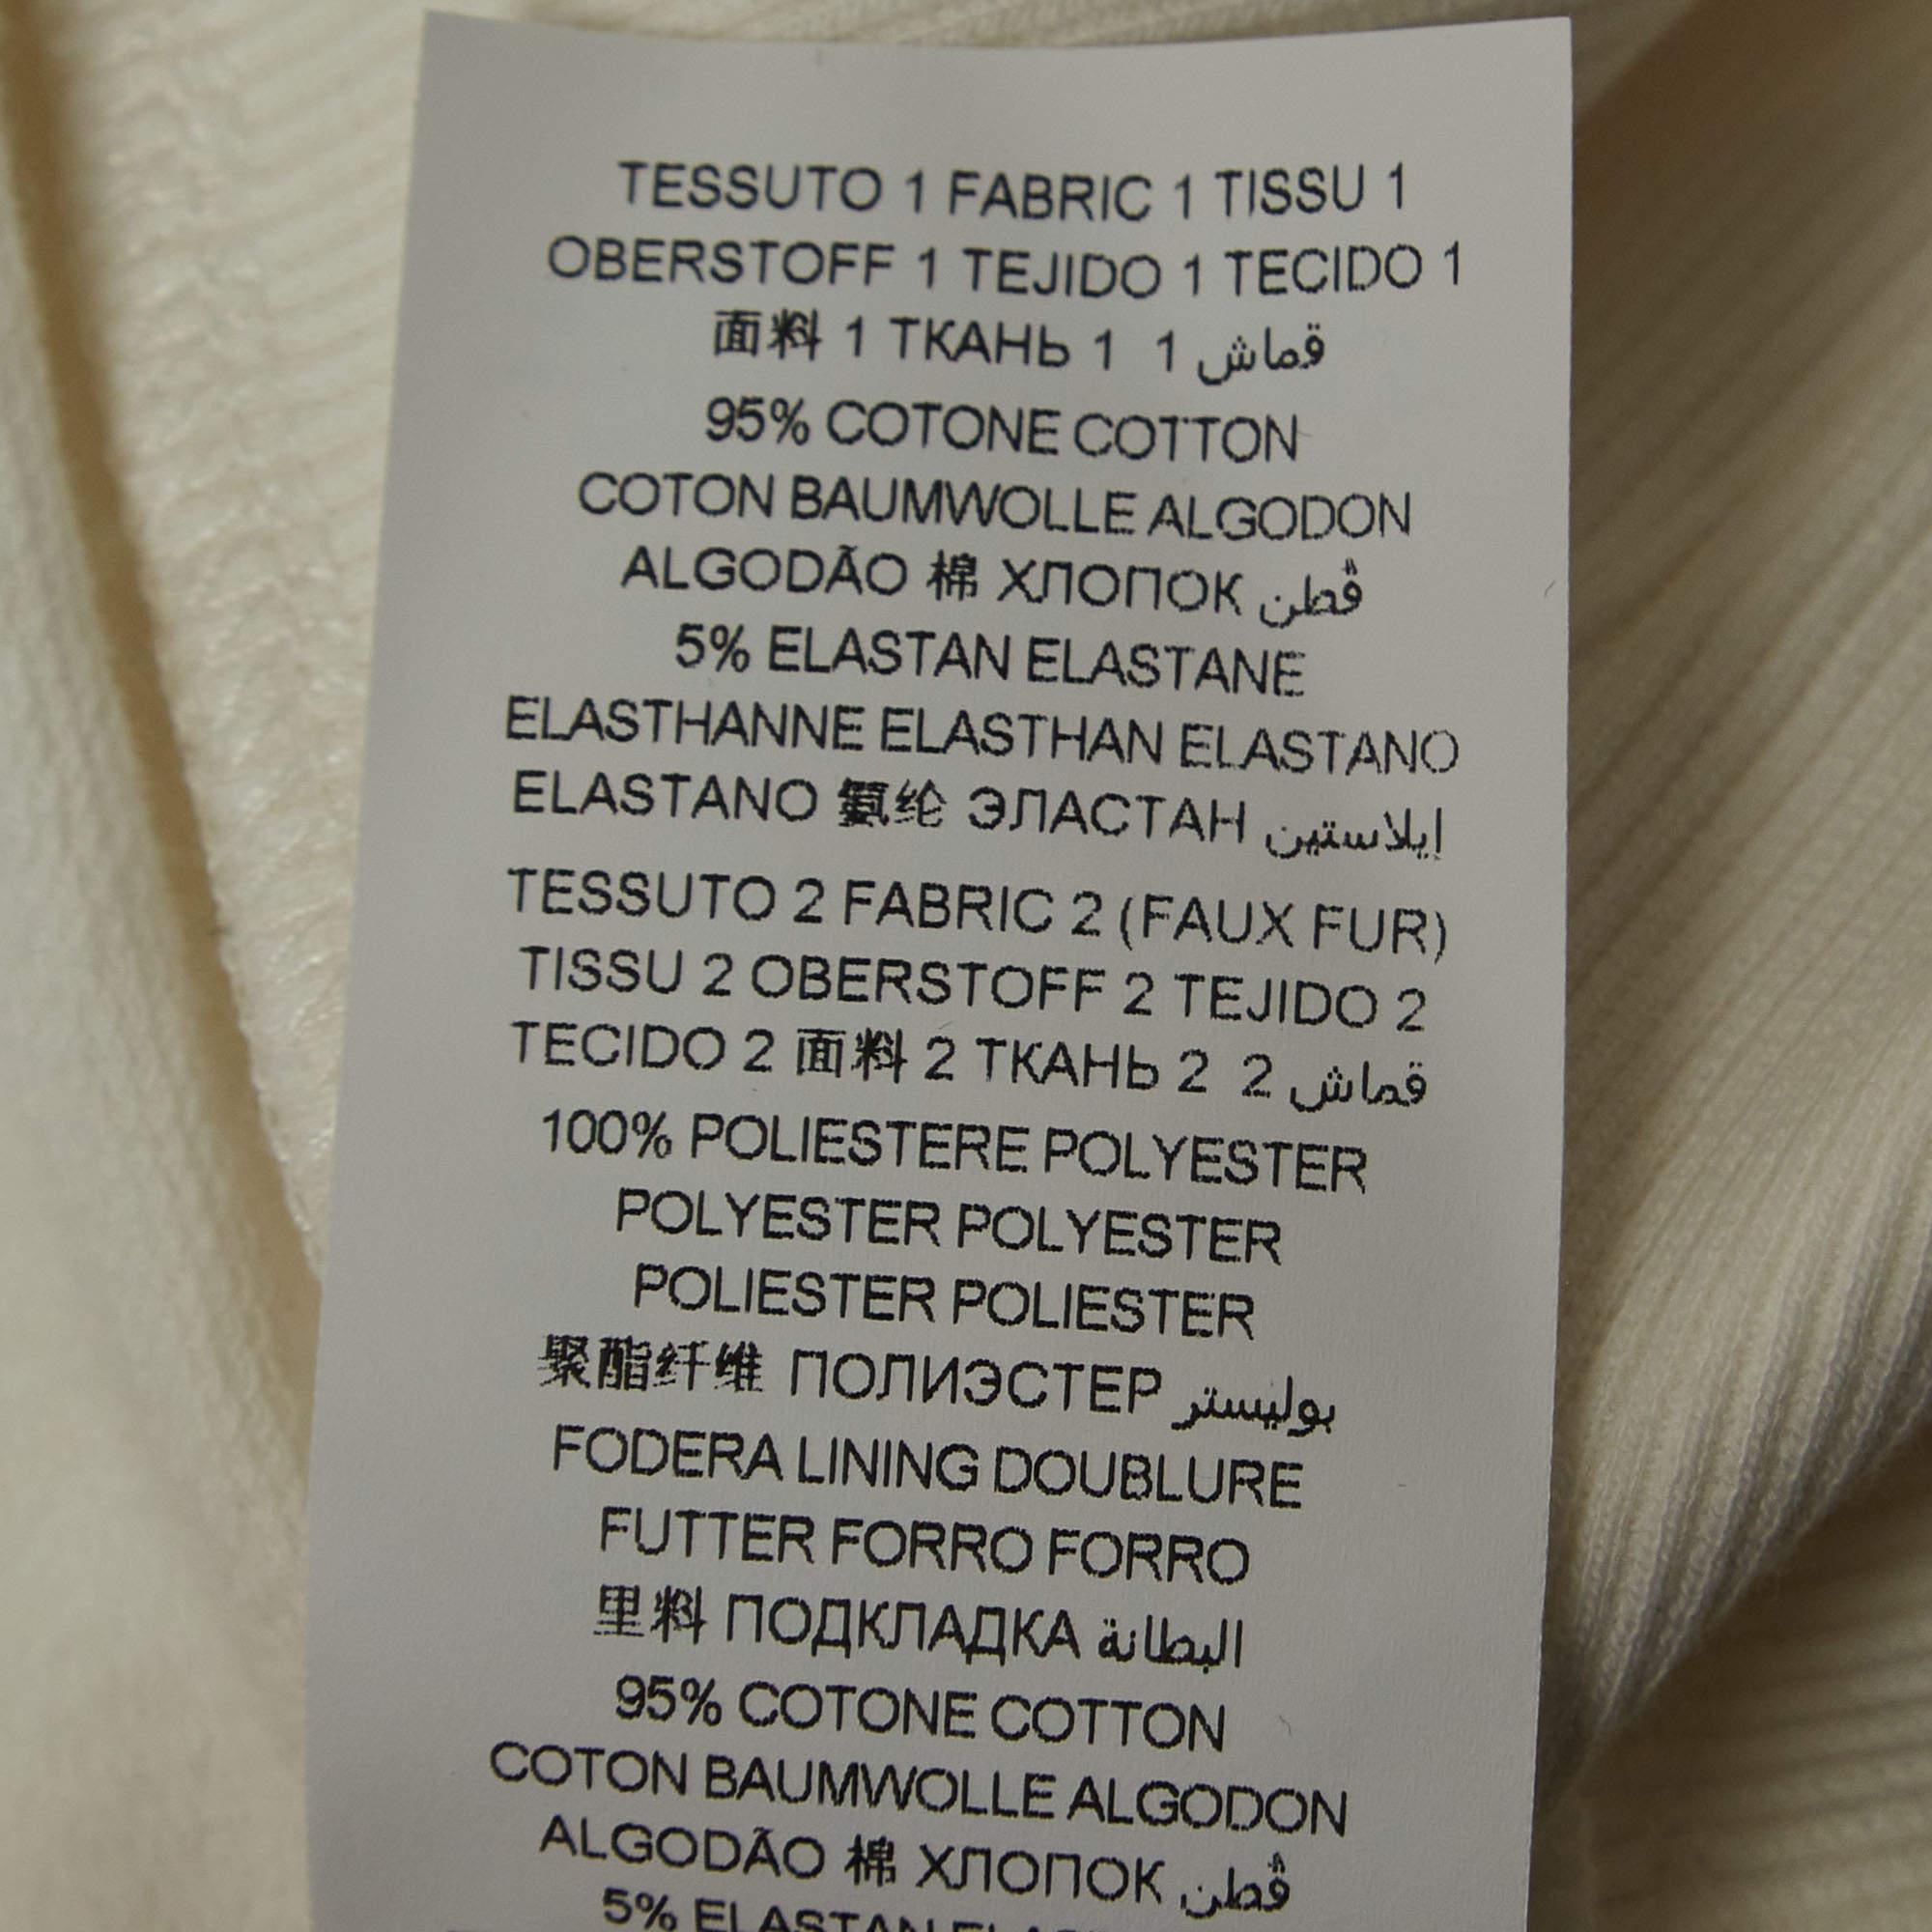 TESSUTO 1 FABRIC 1 TISSU 1
OBERSTOFF 1 TEJIDO 1 TECIDO 1
面料 1 ТКАНЬ 1 قماش 1
95% COTONE COTTON
COTON BAUMWOLLE ALGODON
ALGODÃO 棉 ХЛОПОК قُطن
5% ELASTAN ELASTANE
ELASTHANNE ELASTHAN ELASTANO
ELASTANO 氨纶 ЭЛАСТАН إيلاستين
TESSUTO 2 FABRIC 2 (FAUX FUR)
TISSU 2 OBERSTOFF 2 TEJIDO 2
TECIDO 2 面料 2 ТКАНЬ 2 قماش 2
100% POLIESTERE POLYESTER
POLYESTER POLYESTER
POLIESTER POLIESTER
聚酯纤维 ПОЛИЭСТЕР بوليستر
FODERA LINING DOUBLURE
FUTTER FORRO FORRO
里料 ПОДКЛАДКА البطانة
95% COTONE COTTON
COTON BAUMWOLLE ALGODON
ALGODÃO 棉 ХЛОПОК قُطن
5% ELASTAN